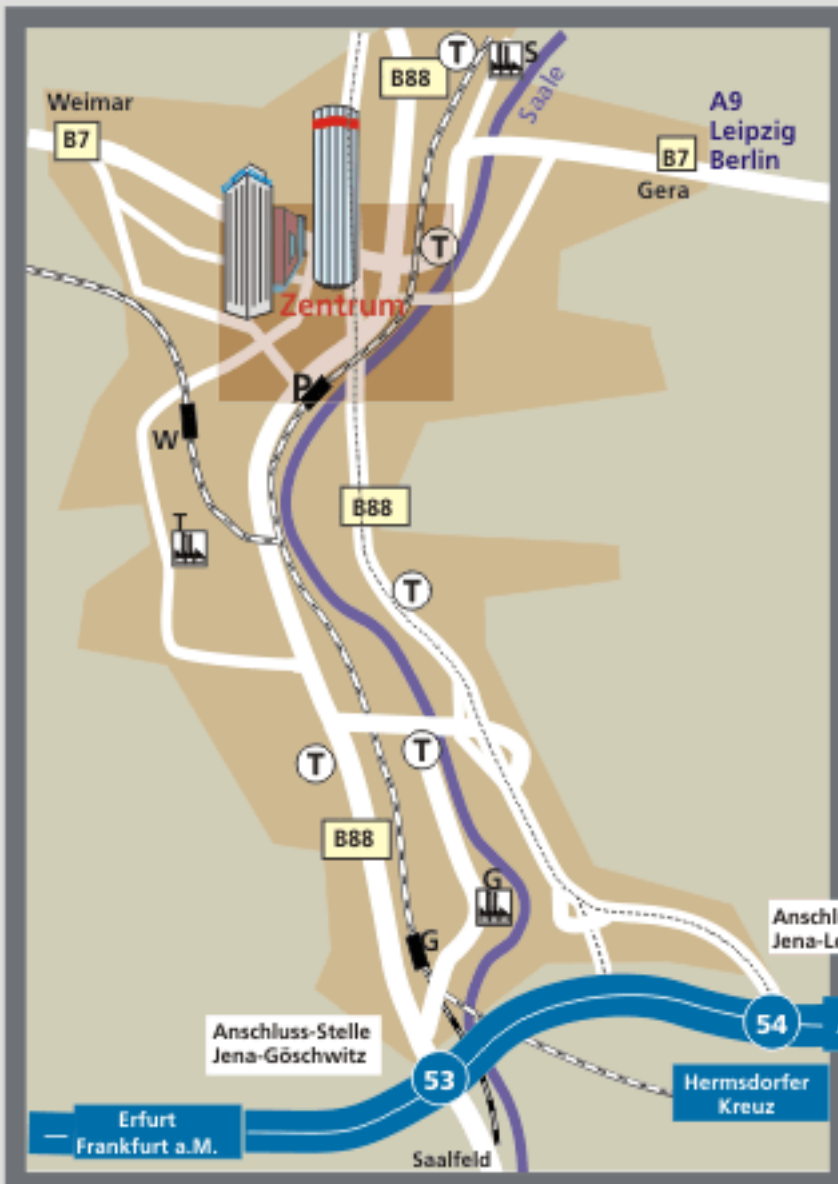 T
S
B88
Saale
A9
Leipzig
Berlin
Weimar
B7
B7
Gera
T
Zentrum
P
W
B88
T
T
T
T
B88
G
G
Jena-
Anschluss-Stelle
Jena-Göschwitz
54
53
Hermsdorfer
Kreuz
Erfurt
Frankfurt a.M.
Saalfeld